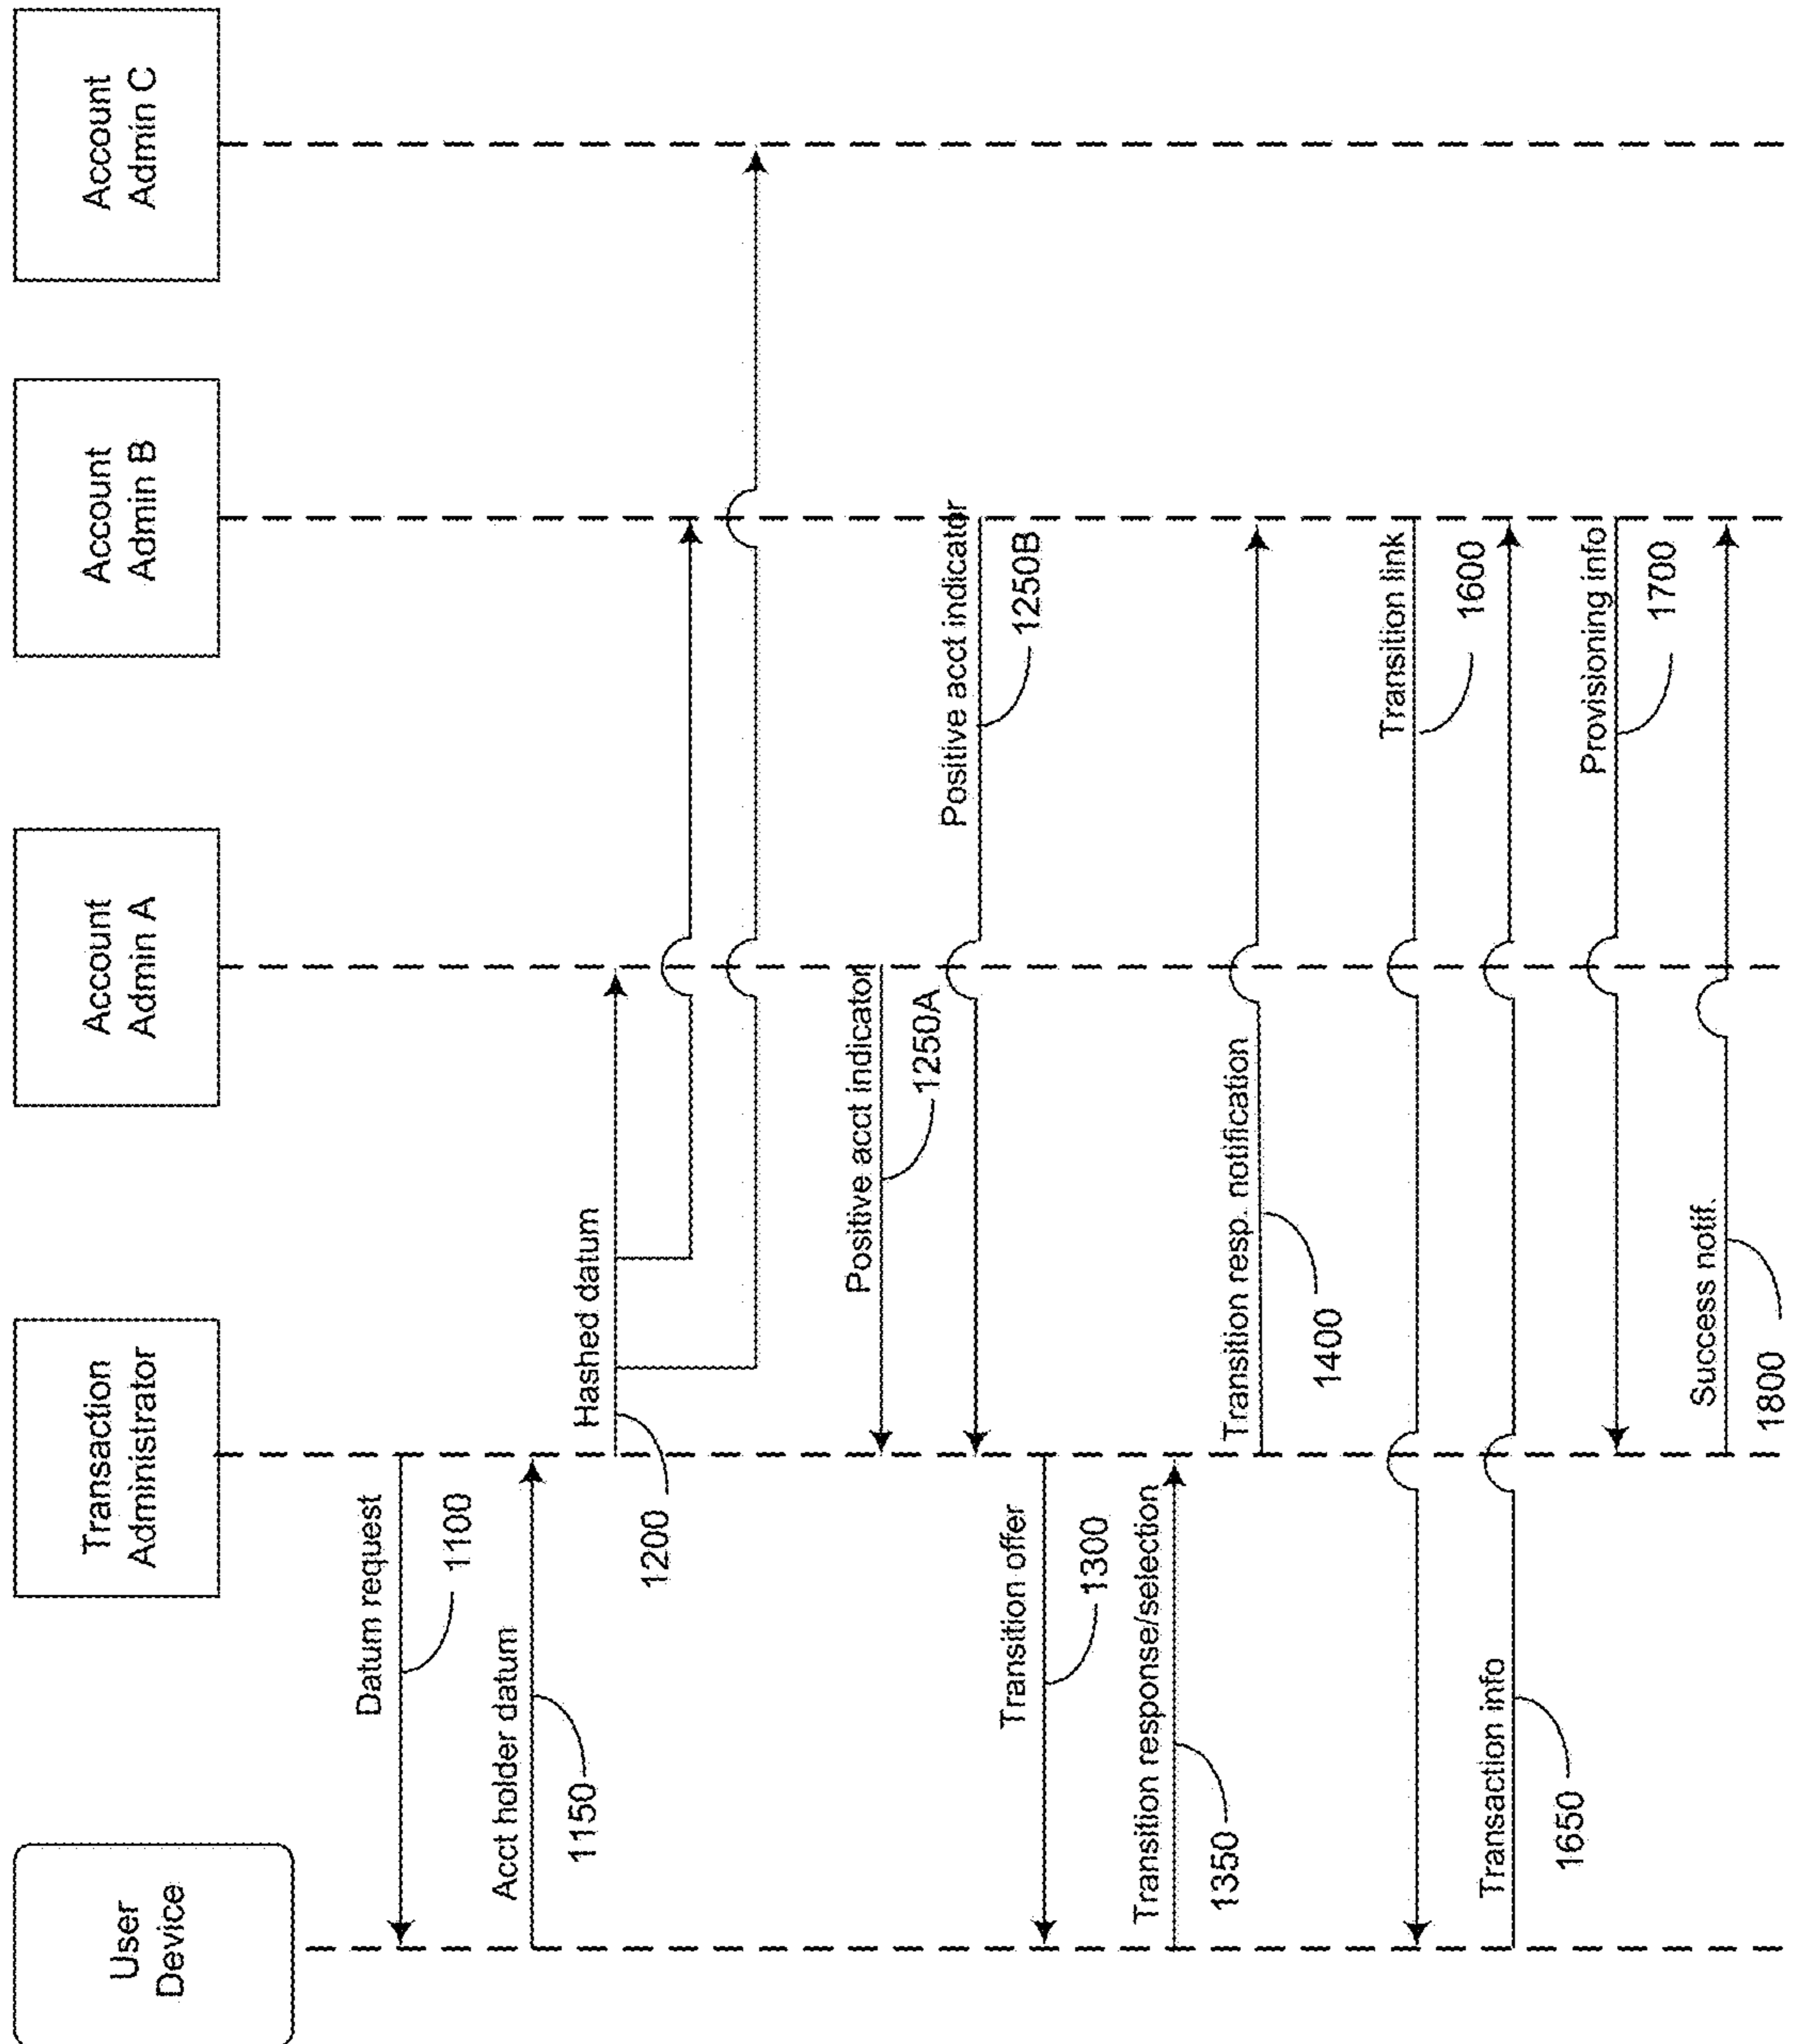 User
Device
Transaction
Administrator
Account
Admin A
Account
Admin B
Account
Admin C
Datum request
1100
Acct holder datum
1150
Hashed datum
1200
Positive acct indicator
1250A
Positive acct indicator
1250B
Transition offer
1300
Transition response/selection
1350
Transition resp. notification
1400
Transition link
1600
Transaction info
1650
Provisioning info
1700
Success notif.
1800